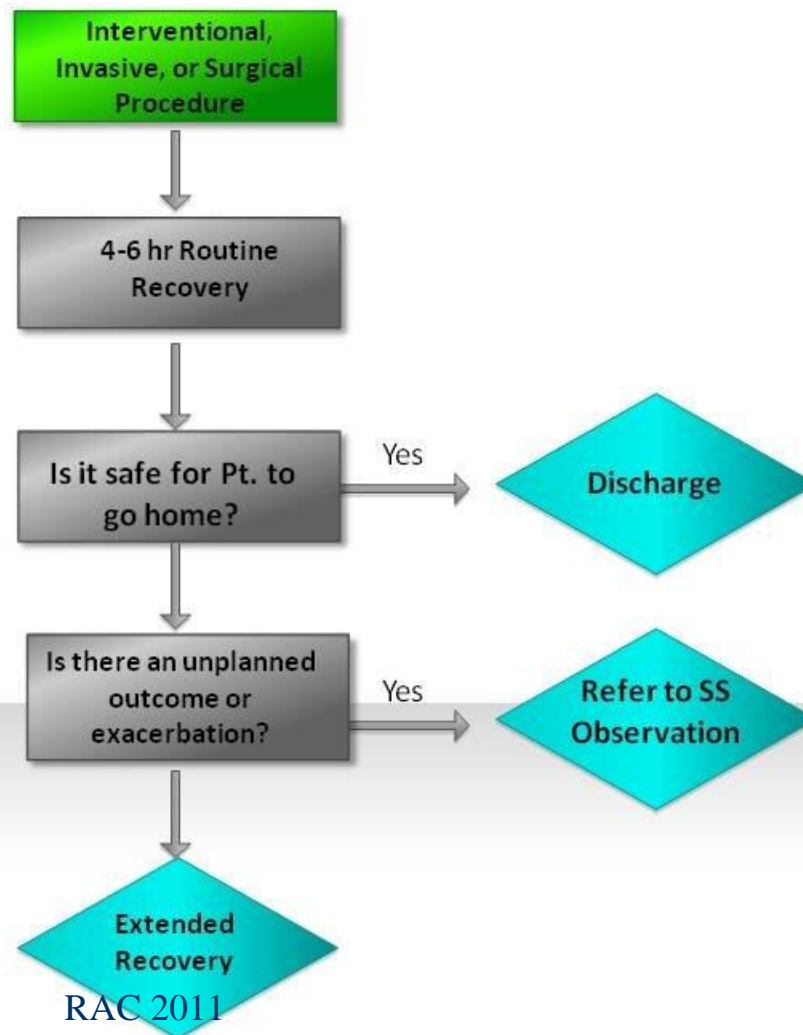 Interventional,
Invasive, or Surgical
Procedure
4-6 hr Routine
Recovery
Is it safe for Pt. to
go home?
Yes
Discharge
Is there an unplanned
outcome or
exacerbation?
Yes
Refer to SS
Observation
Extended
Recovery
RAC 2011